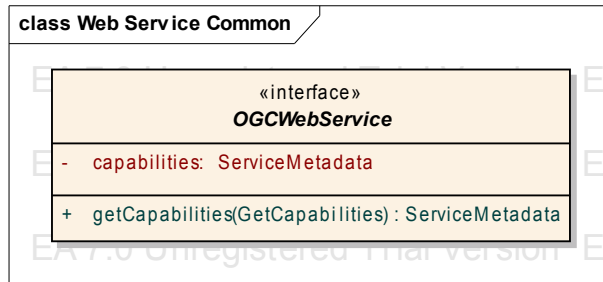 class Web Service Common
«interface»
OGCWebService
- capabilities: ServiceMetadata
+ getCapabilities(GetCapabilities) : ServiceMetadata
EA 7.0 Unregistered Trial Version E